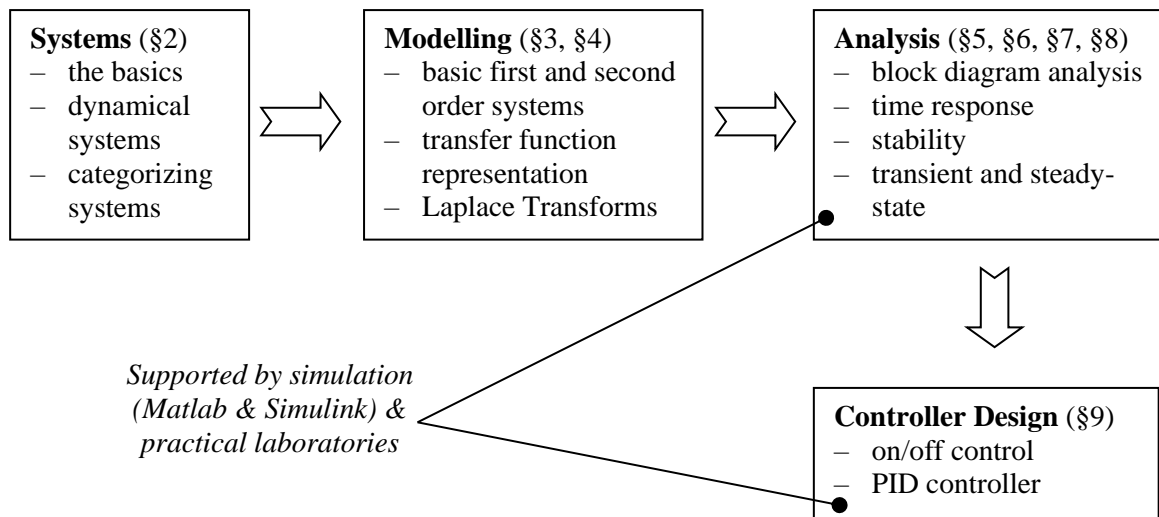 Systems (§2)
– the basics
– dynamical
systems
– categorizing
systems
Modelling (§3, §4)
– basic first and second
order systems
– transfer function
representation
– Laplace Transforms
Analysis (§5, §6, §7, §8)
– block diagram analysis
– time response
– stability
– transient and steady-
state
Supported by simulation
(Matlab & Simulink) &
practical laboratories
Controller Design (§9)
– on/off control
– PID controller